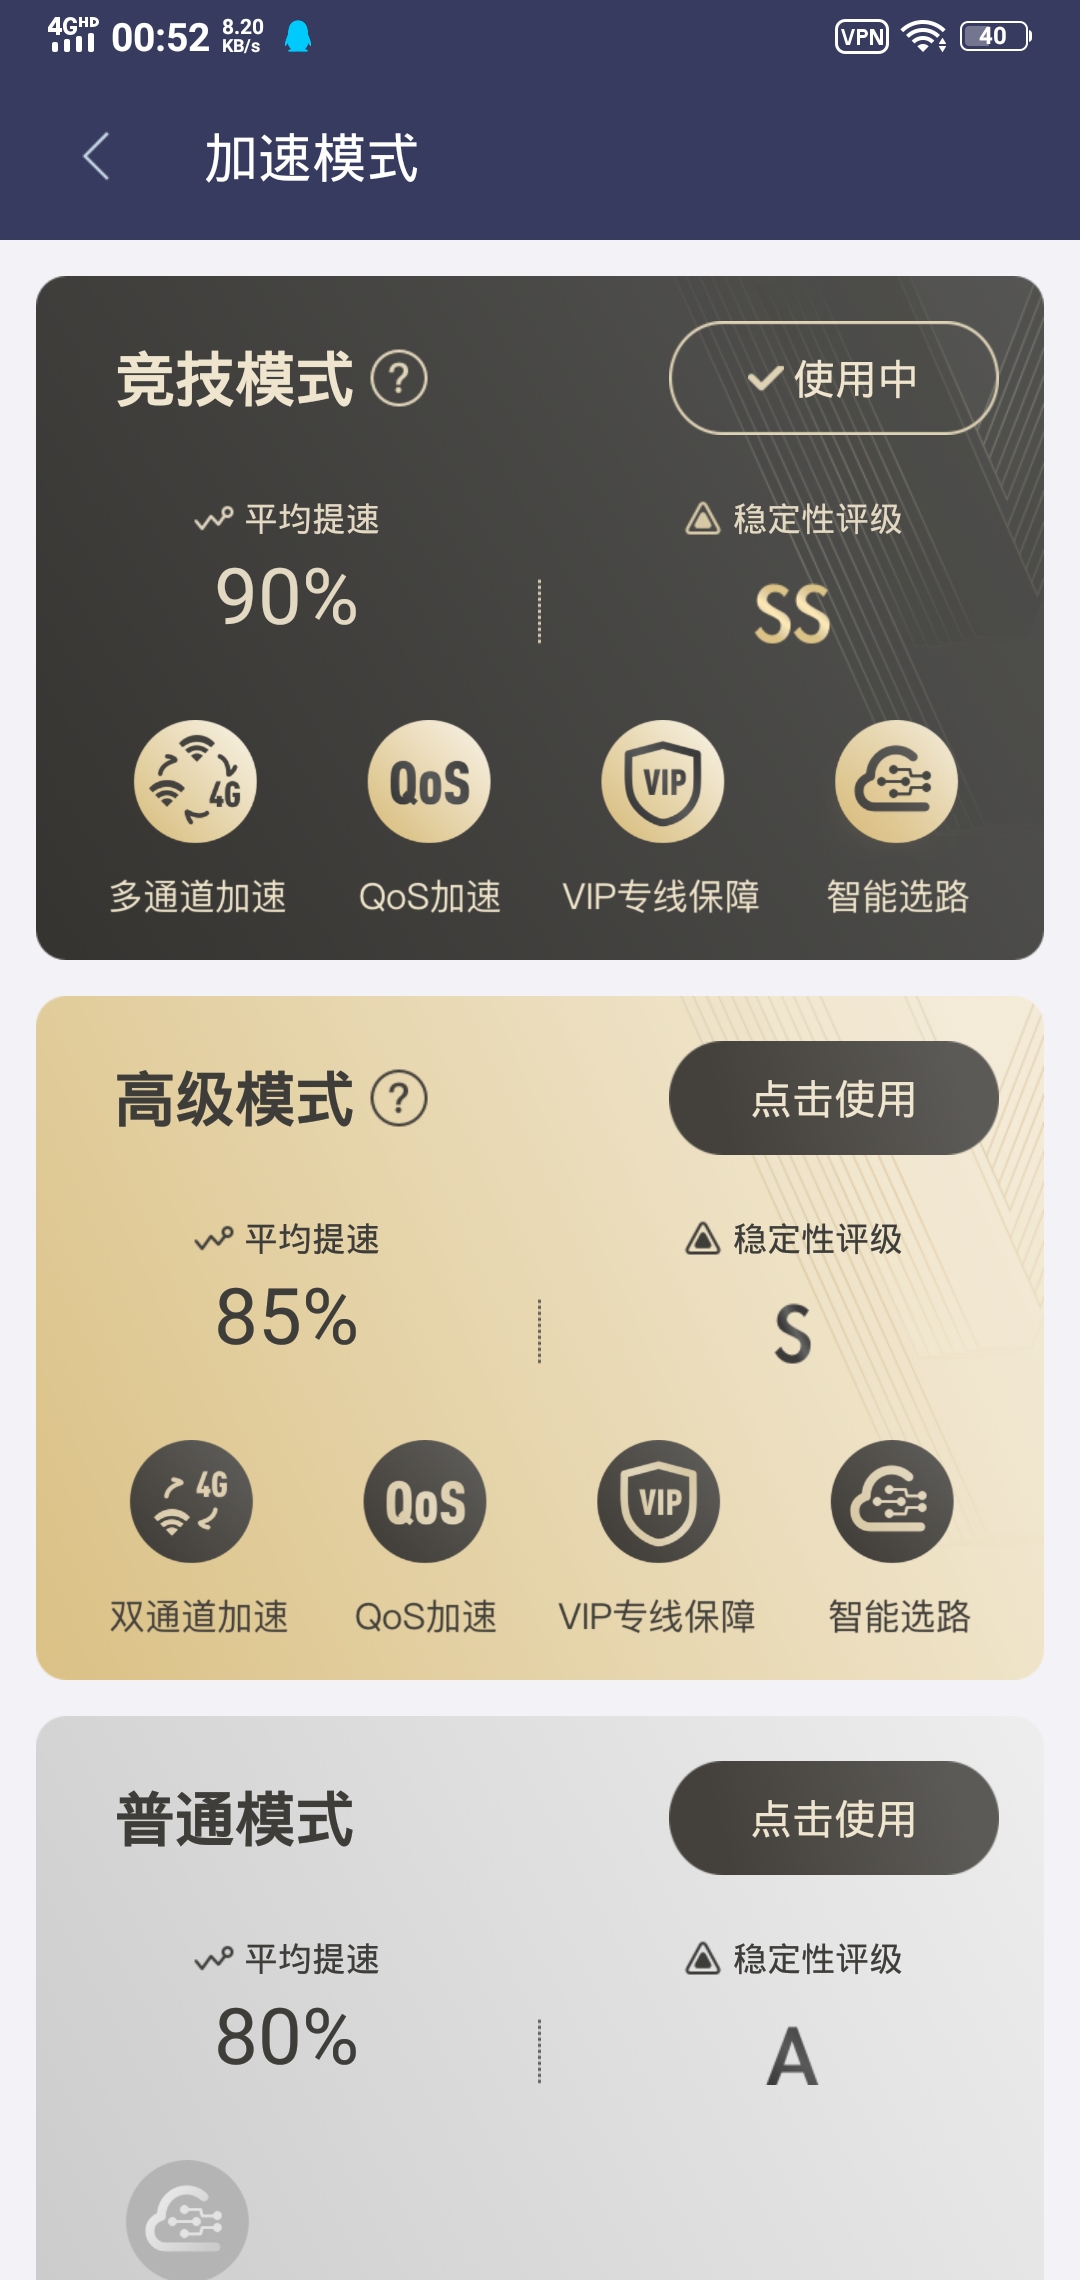 4GHD 00:52 8.20 KB/s VPN 40
加速模式
竞技模式 ? 使用中
平均提速 稳定性评级
90% SS
4G QoS VIP
多通道加速 QoS加速 VIP专线保障 智能选路
高级模式 ? 点击使用
平均提速 稳定性评级
85% S
4G QoS VIP
双通道加速 QoS加速 VIP专线保障 智能选路
普通模式 点击使用
平均提速 稳定性评级
80% A